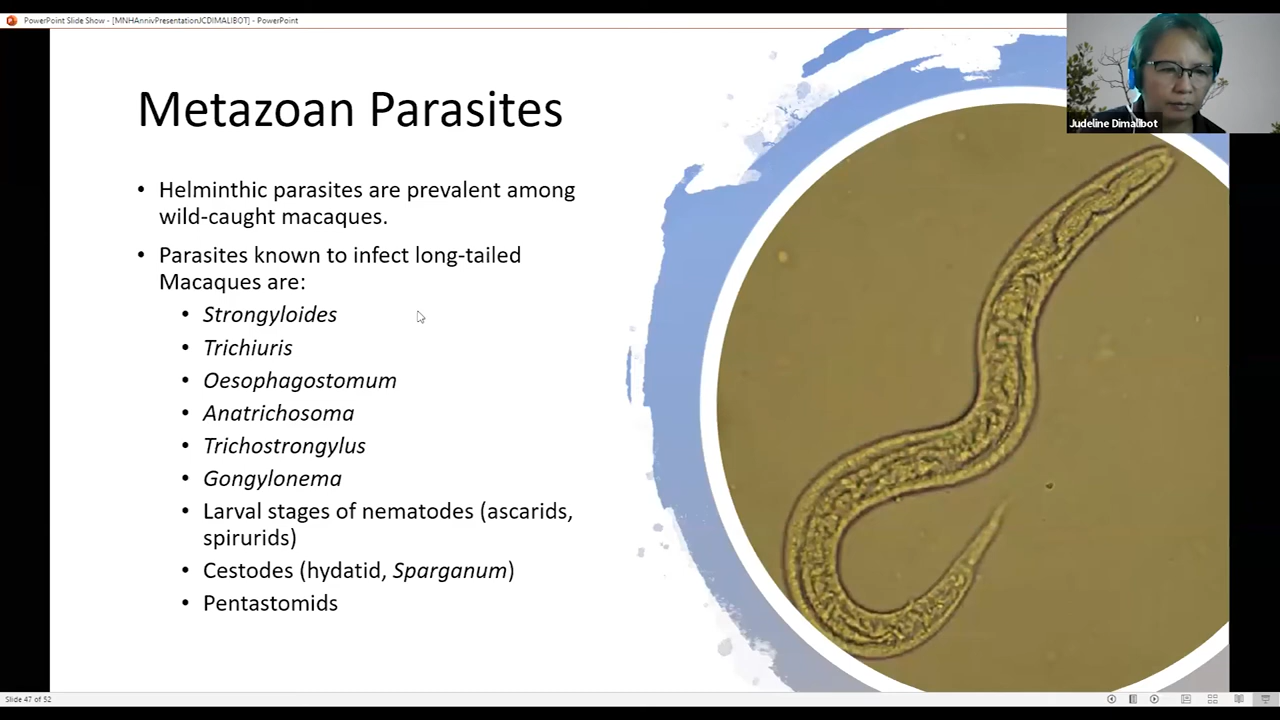 PowerPoint Slide Show - [MNHAnnivPresentationJCDIMALIBOT] - PowerPoint
Judeline Dimalibot
Metazoan Parasites
• Helminthic parasites are prevalent among
wild-caught macaques.
• Parasites known to infect long-tailed
Macaques are:
• Strongyloides
• Trichiuris
• Oesophagostomum
• Anatrichosoma
• Trichostrongylus
• Gongylonema
• Larval stages of nematodes (ascarids,
spirurids)
• Cestodes (hydatid, Sparganum)
• Pentastomids
Slide 47 of 52